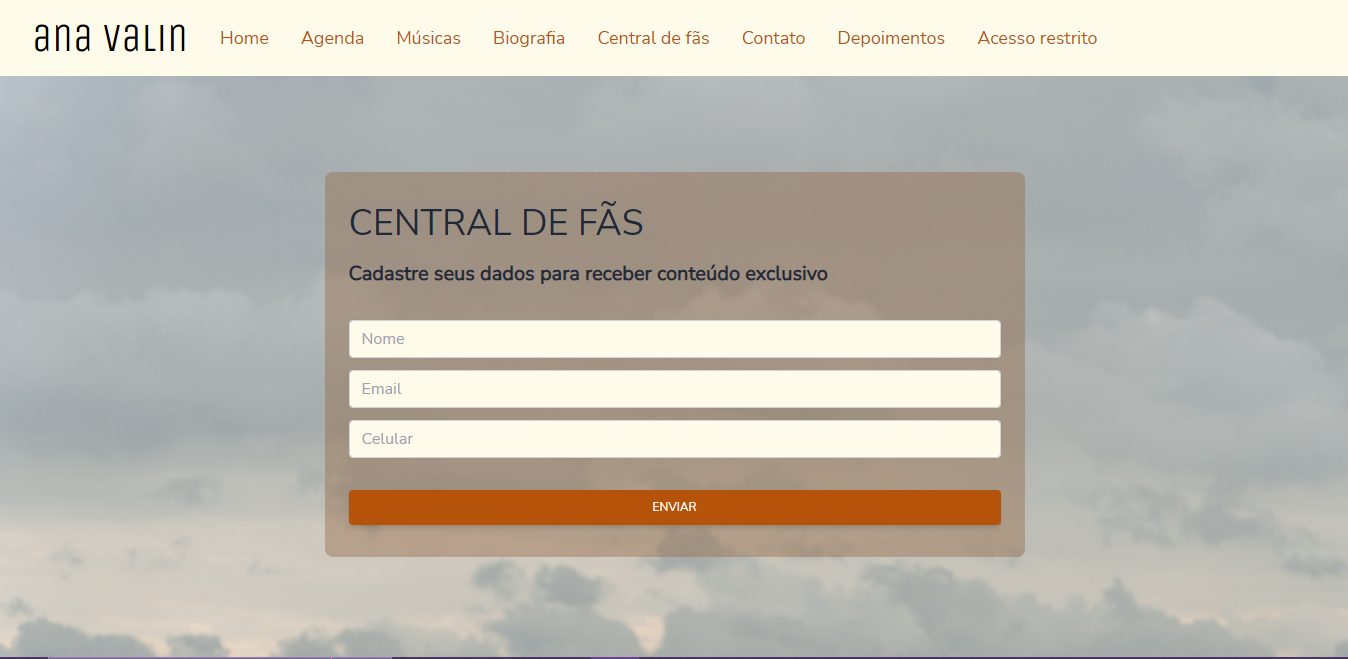 ana valin Home Agenda Músicas Biografia Central de fãs Contato Depoimentos Acesso restrito
CENTRAL DE FÃS
Cadastre seus dados para receber conteúdo exclusivo
Nome
Email
Celular
ENVIAR